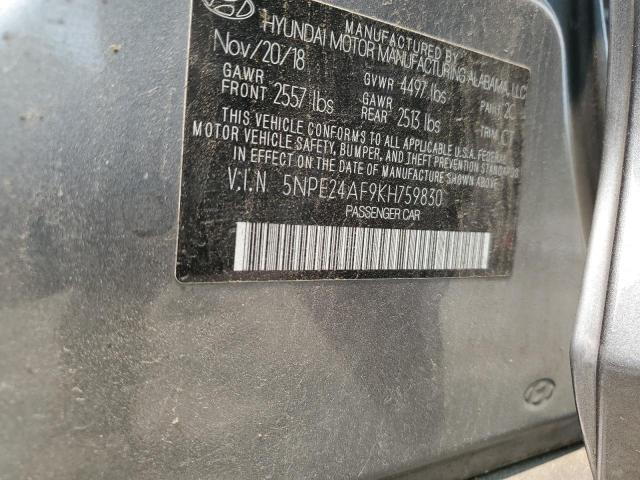 MANUFACTURED BY
HYUNDAI MOTOR MANUFACTURING ALABAMA, LLC
Nov/20/18 GVWR 4497 lbs PAINT
GAWR FRONT 2557 lbs GAWR REAR 2513 lbs TRIM
THIS VEHICLE CONFORMS TO ALL APPLICABLE U.S.A. FEDERAL
MOTOR VEHICLE SAFETY, BUMPER, AND THEFT PREVENTION STANDARDS
IN EFFECT ON THE DATE OF MANUFACTURE SHOWN ABOVE.
V.I.N 5NPE24AF9KH759830
PASSENGER CAR